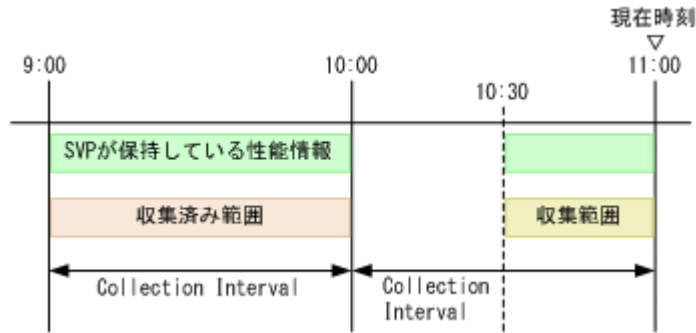 現在時刻
▽
9:00
10:00
11:00
10:30
SVPが保持している性能情報
収集済み範囲
収集範囲
Collection Interval
Collection
Interval